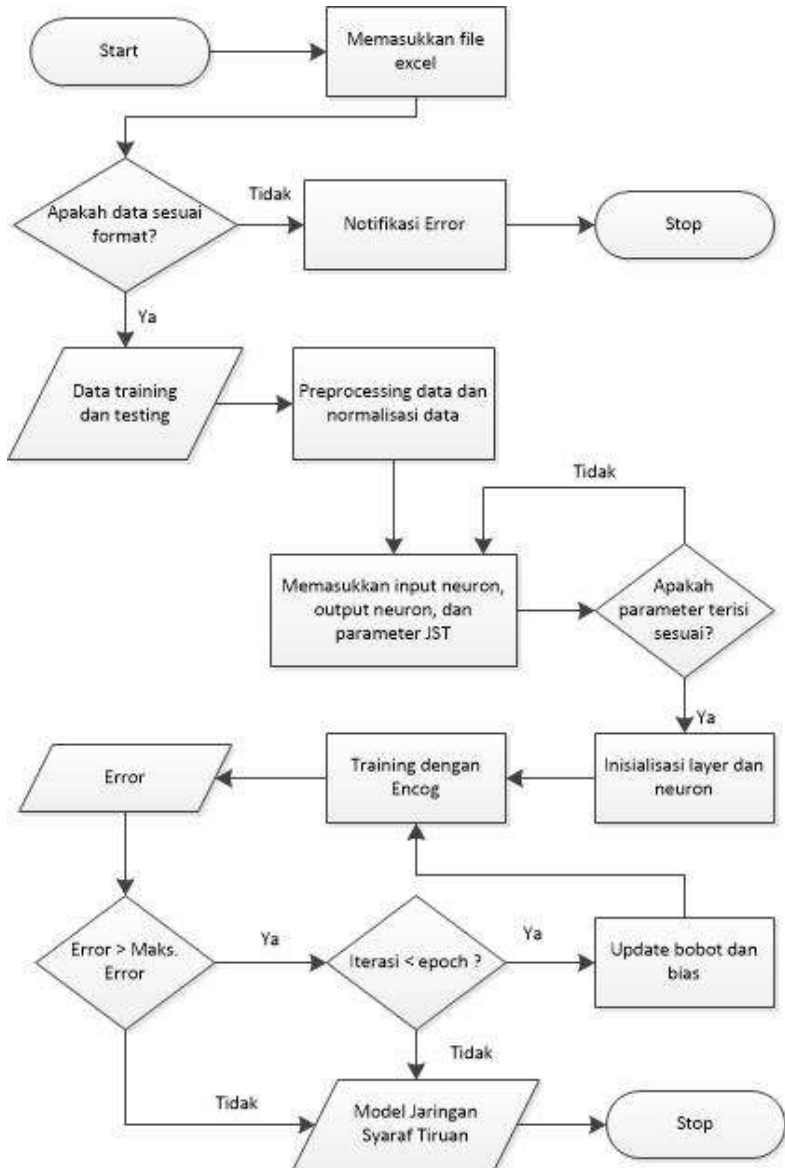 Start
Memasukkan file
excel
Apakah data sesuai
format?
Tidak
Notifikasi Error
Stop
Ya
Data training
dan testing
Preprocessing data dan
normalisasi data
Tidak
Memasukkan input neuron,
output neuron, dan
parameter JST
Apakah
parameter terisi
sesuai?
Ya
Inisialisasi layer dan
neuron
Training dengan
Encog
Error
Error > Maks.
Error
Ya
Iterasi < epoch ?
Ya
Update bobot dan
bias
Tidak
Tidak
Model Jaringan
Syaraf Tiruan
Stop